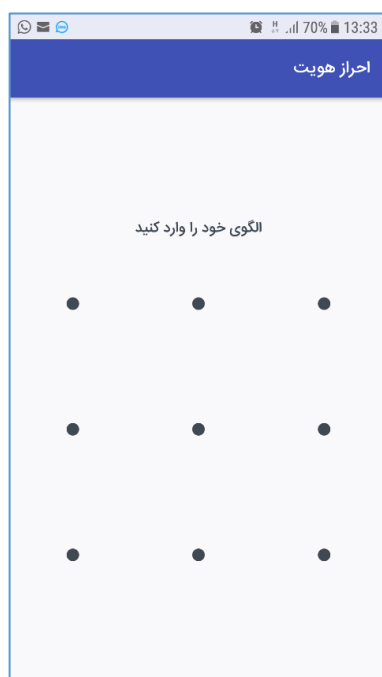 70% 13:33
احراز هویت
الگوی خود را وارد کنید